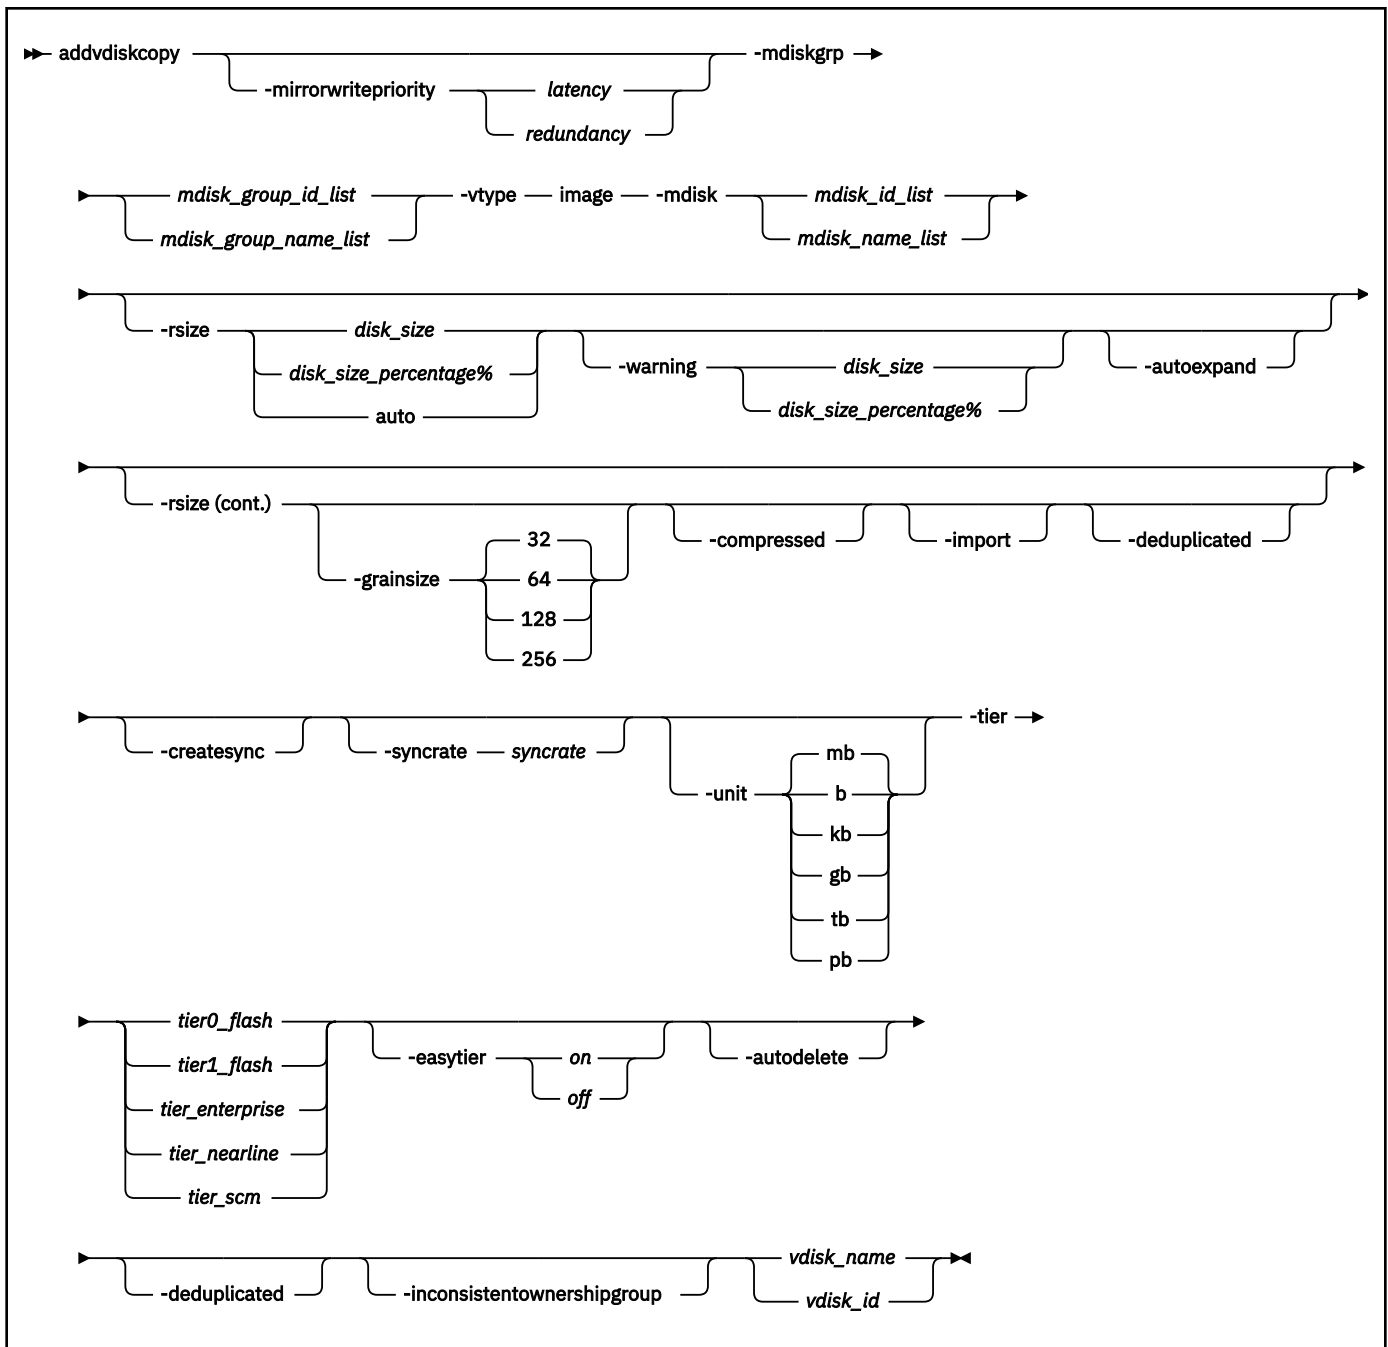 addvdiskcopy -mdiskgrp
-mirrorwritepriority latency
redundancy
mdisk_group_id_list -vtype image -mdisk mdisk_id_list
mdisk_group_name_list mdisk_name_list
-rsize disk_size
-warning disk_size -autoexpand
disk_size_percentage%
disk_size_percentage%
auto
-rsize (cont.)
32 -compressed -import -deduplicated
-grainsize 64
128
256
-tier
-createsync -syncrate syncrate mb
-unit b
kb
gb
tb
pb
tier0_flash
tier1_flash -easytier on -autodelete
off
tier_enterprise
tier_nearline
tier_scm
vdisk_name
-deduplicated -inconsistentownershipgroup vdisk_id